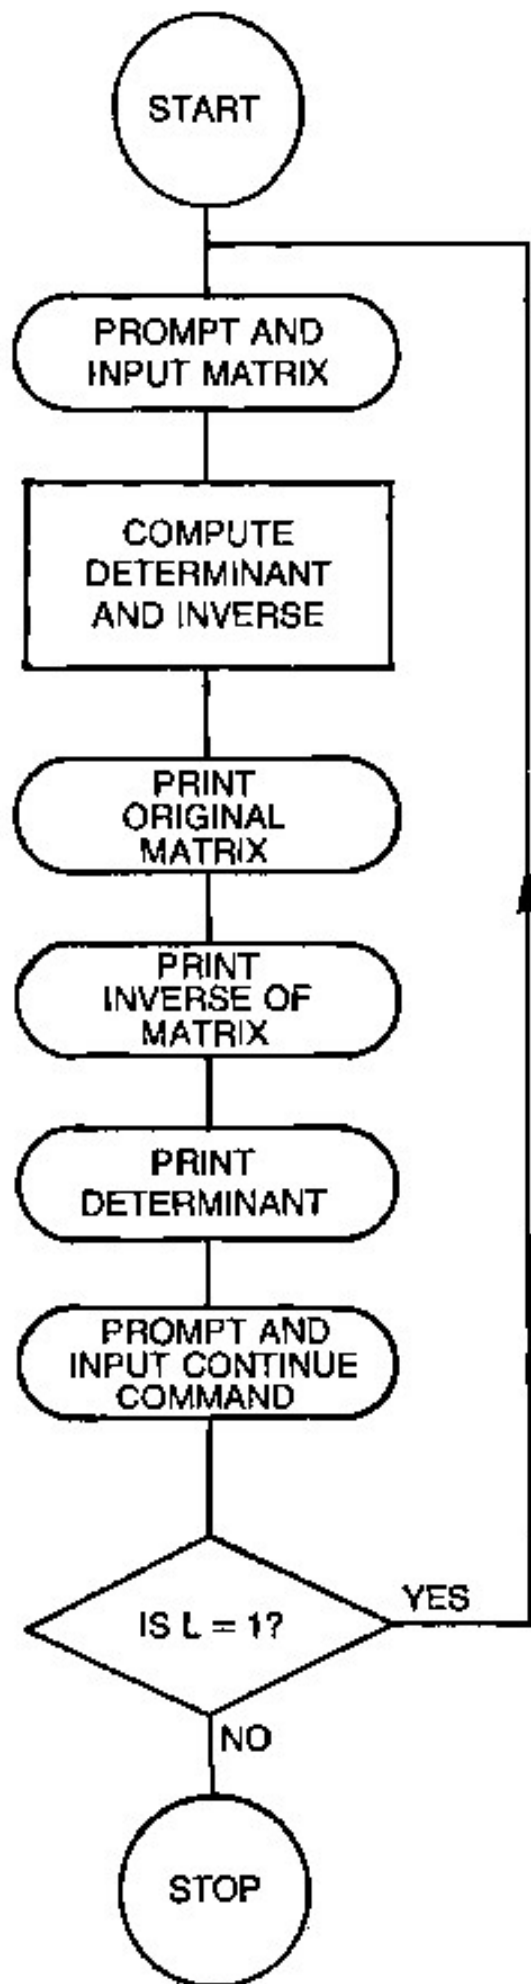 START
PROMPT AND
INPUT MATRIX
COMPUTE
DETERMINANT
AND INVERSE
PRINT
ORIGINAL
MATRIX
PRINT
INVERSE OF
MATRIX
PRINT
DETERMINANT
PROMPT AND
INPUT CONTINUE
COMMAND
IS L = 1?
YES
NO
STOP